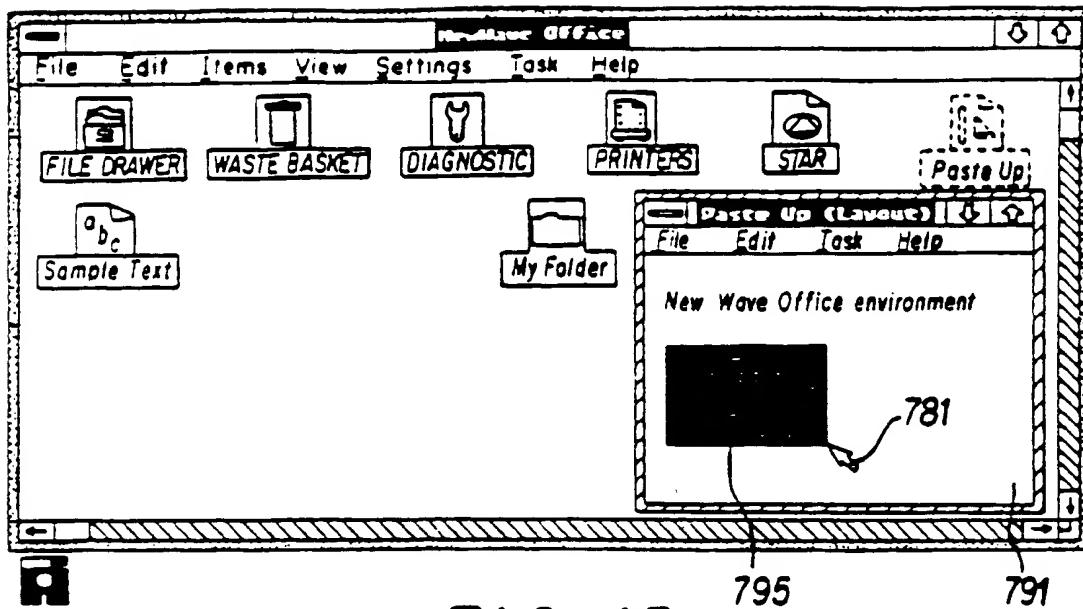 NewWave Office
File Edit Items View Settings Task Help
FILE DRAWER WASTE BASKET DIAGNOSTIC PRINTERS STAR Paste Up
Paste Up (Layout)
File Edit Task Help
abc
Sample Text My Folder
New Wave Office environment
781
795 791